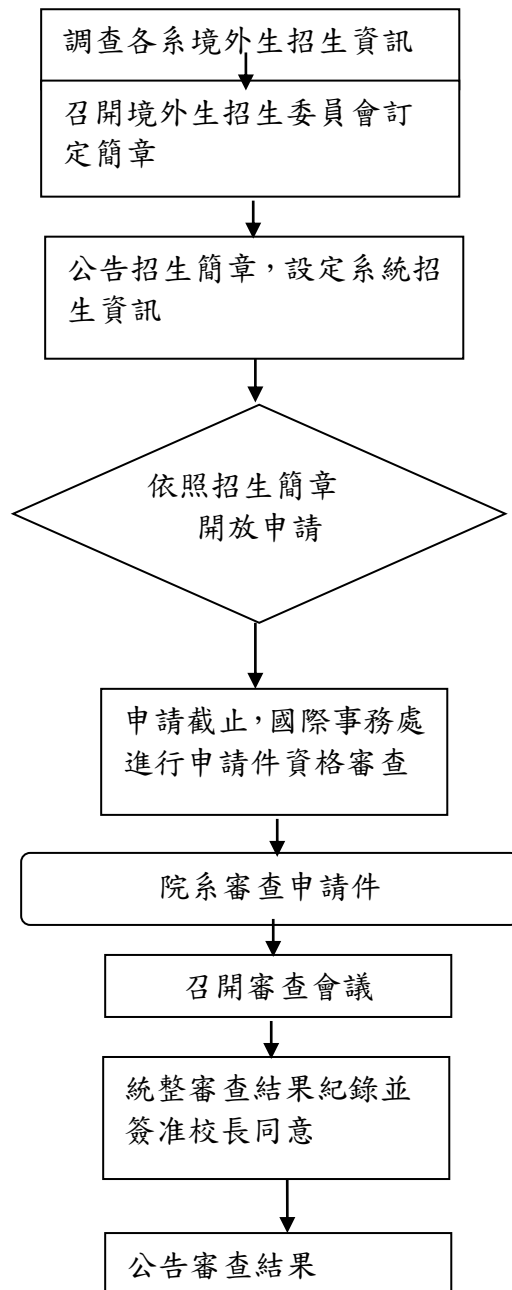 調查各系境外生招生資訊
召開境外生招生委員會訂
定簡章
公告招生簡章，設定系統招
生資訊
依照招生簡章
開放申請
申請截止，國際事務處
進行申請件資格審查
院系審查申請件
召開審查會議
統整審查結果紀錄並
簽准校長同意
公告審查結果